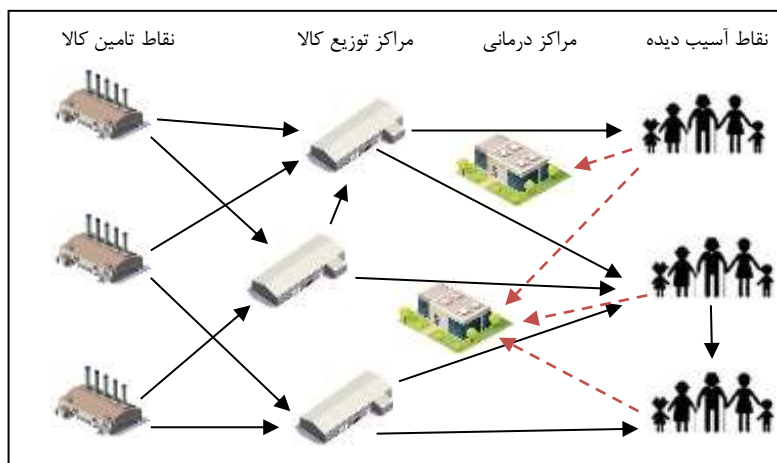 نقاط آسیب دیده
مراکز درمانی
مراکز توزیع کالا
نقاط تامین کالا